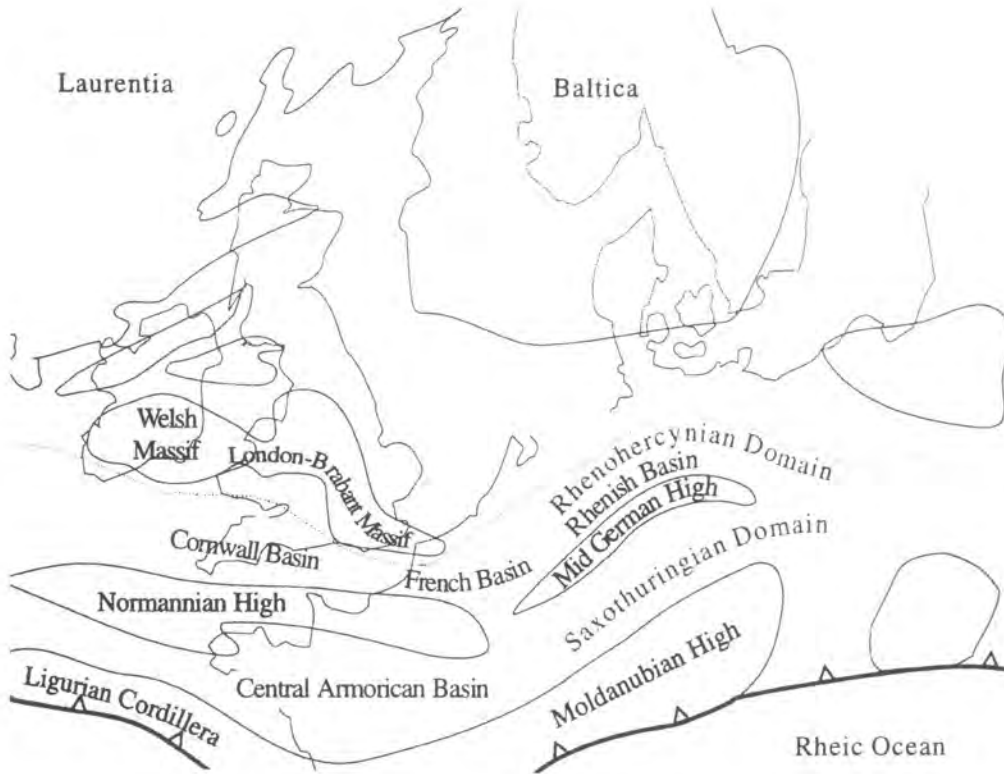 Laurentia
Baltica
Welsh
Massif
London-Brabant Massif
Rhenohercynian Domain
Rhenish Basin
Mid German High
Cornwall Basin
French Basin
Saxothuringian Domain
Normannian High
Central Armorican Basin
Moldanubian High
Ligurian Cordillera
Rheic Ocean